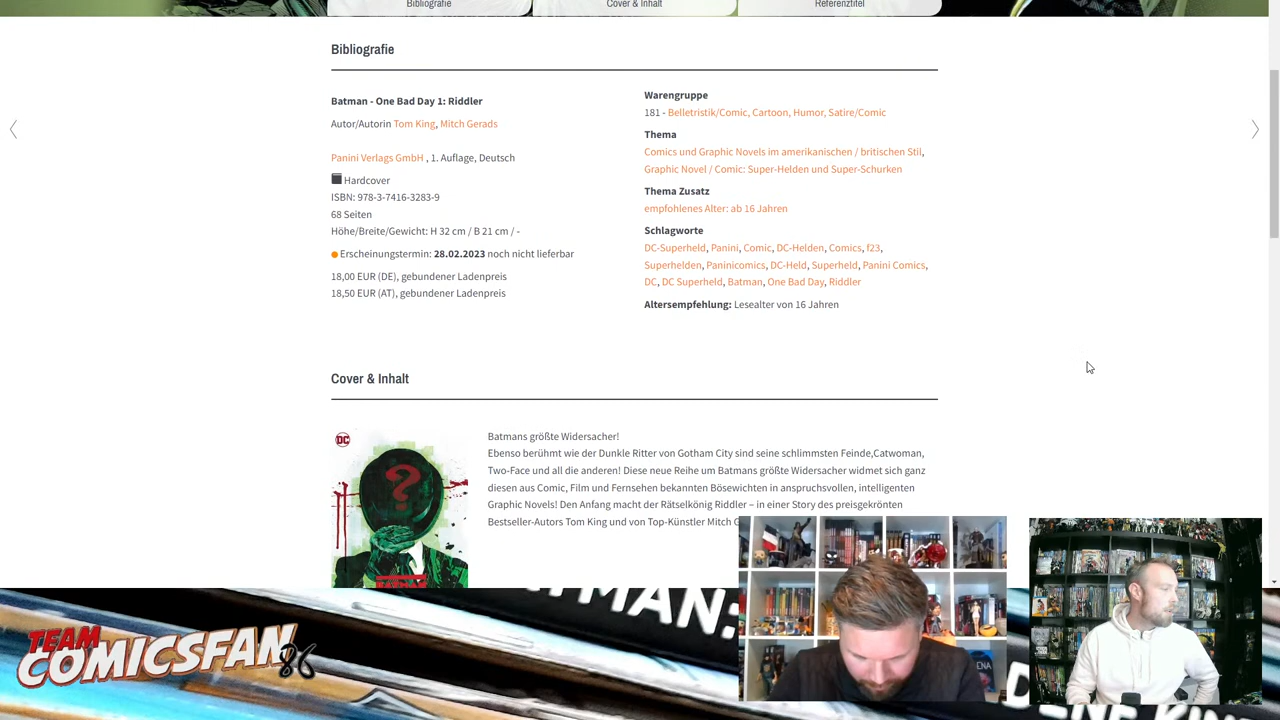 Bibliografie
Cover & Inhalt
Referenztitel
Bibliografie
Batman - One Bad Day 1: Riddler
Autor/Autorin Tom King, Mitch Gerads
Panini Verlags GmbH , 1. Auflage, Deutsch
Hardcover
ISBN: 978-3-7416-3283-9
68 Seiten
Höhe/Breite/Gewicht: H 32 cm / B 21 cm / -
Erscheinungstermin: 28.02.2023 noch nicht lieferbar
18,00 EUR (DE), gebundener Ladenpreis
18,50 EUR (AT), gebundener Ladenpreis
Warengruppe
181 - Belletristik/Comic, Cartoon, Humor, Satire/Comic
Thema
Comics und Graphic Novels im amerikanischen / britischen Stil,
Graphic Novel / Comic: Super-Helden und Super-Schurken
Thema Zusatz
empfohlenes Alter: ab 16 Jahren
Schlagworte
DC-Superheld, Panini, Comic, DC-Helden, Comics, f23,
Superhelden, Paninicomics, DC-Held, Superheld, Panini Comics,
DC, DC Superheld, Batman, One Bad Day, Riddler
Altersempfehlung: Lesealter von 16 Jahren
Cover & Inhalt
DC
?
Batmans größte Widersacher!
Ebenso berühmt wie der Dunkle Ritter von Gotham City sind seine schlimmsten Feinde,Catwoman,
Two-Face und all die anderen! Diese neue Reihe um Batmans größte Widersacher widmet sich ganz
diesen aus Comic, Film und Fernsehen bekannten Bösewichten in anspruchsvollen, intelligenten
Graphic Novels! Den Anfang macht der Rätselkönig Riddler – in einer Story des preisgekrönten
Bestseller-Autors Tom King und von Top-Künstler Mitch G
TEAM
COMICSFAN
86